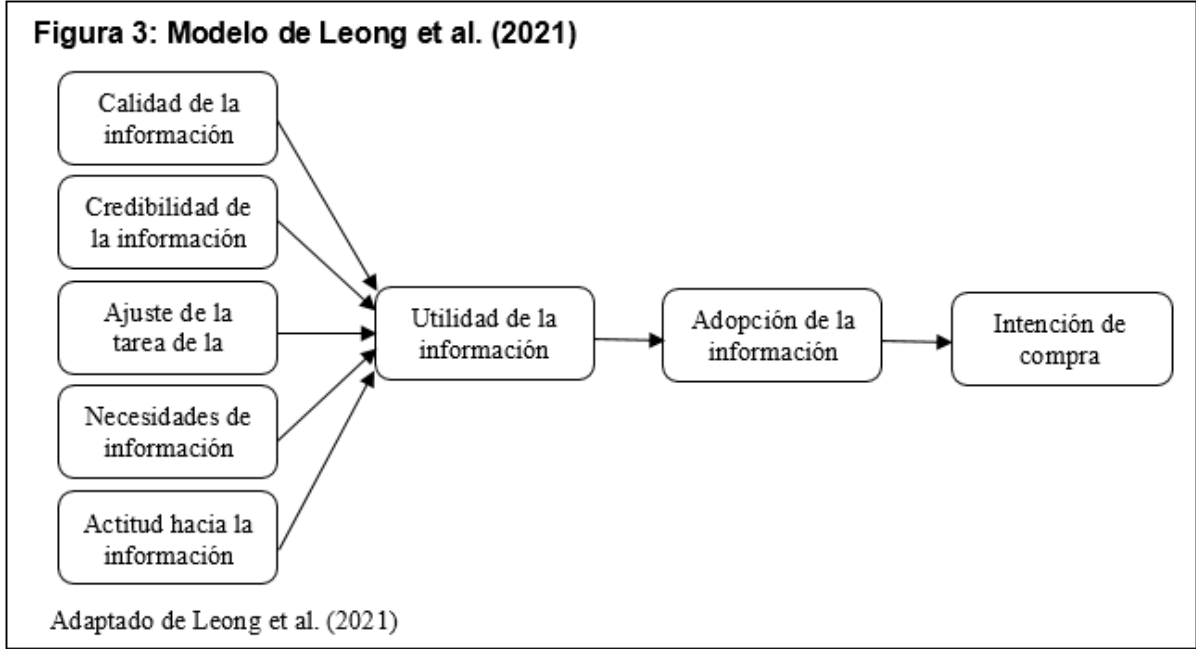 Figura 3: Modelo de Leong et al. (2021)
Calidad de la
información
Credibilidad de
la información
Ajuste de la
tarea de la
Necesidades de
información
Actitud hacia la
información
Utilidad de la
información
Adopción de la
información
Intención de
compra
Adaptado de Leong et al. (2021)